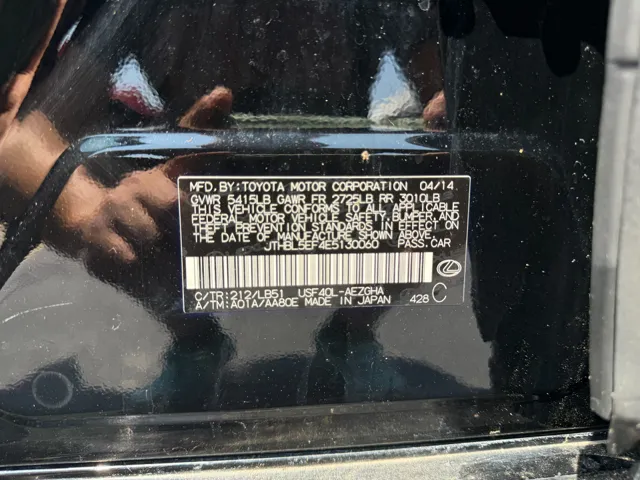 MFD. BY: TOYOTA MOTOR CORPORATION 04/14
GVWR 5415LB GAWR FR 2725LB RR 3010LB
THIS VEHICLE CONFORMS TO ALL APPLICABLE
FEDERAL MOTOR VEHICLE SAFETY, BUMPER, AND
THEFT PREVENTION STANDARDS IN EFFECT ON
THE DATE OF MANUFACTURE SHOWN ABOVE.
JTHBL5EF4E5130060 PASS. CAR
C/TR: 212/LB51 USF40L-AEZGHA
A/TM: A01A/AA80E MADE IN JAPAN 428 C